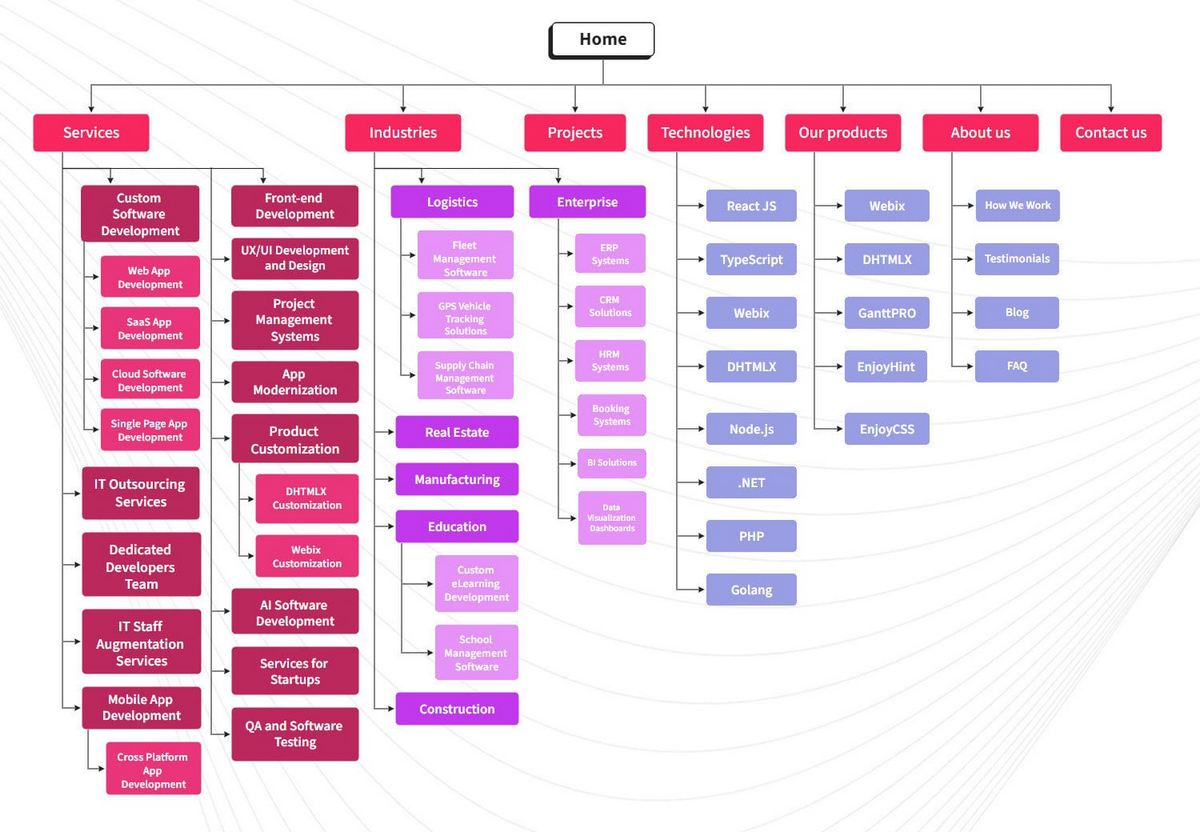 Home
Services
Industries
Projects
Technologies
Our products
About us
Contact us
Custom
Software
Development
Web App
Development
SaaS App
Development
Cloud Software
Development
Single Page App
Development
IT Outsourcing
Services
Dedicated
Developers
Team
IT Staff
Augmentation
Services
Mobile App
Development
Cross Platform
App
Development
Front-end
Development
UX/UI Development
and Design
Project
Management
Systems
App
Modernization
Product
Customization
DHTMLX
Customization
Webix
Customization
AI Software
Development
Services for
Startups
QA and Software
Testing
Logistics
Fleet
Management
Software
GPS Vehicle
Tracking
Solutions
Supply Chain
Management
Software
Real Estate
Manufacturing
Education
Custom
eLearning
Development
School
Management
Software
Construction
Enterprise
ERP
Systems
CRM
Solutions
HRM
Systems
Booking
Systems
BI Solutions
Data
Visualization
Dashboards
React JS
TypeScript
Webix
DHTMLX
Node.js
.NET
PHP
Golang
Webix
DHTMLX
GanttPRO
EnjoyHint
EnjoyCSS
How We Work
Testimonials
Blog
FAQ